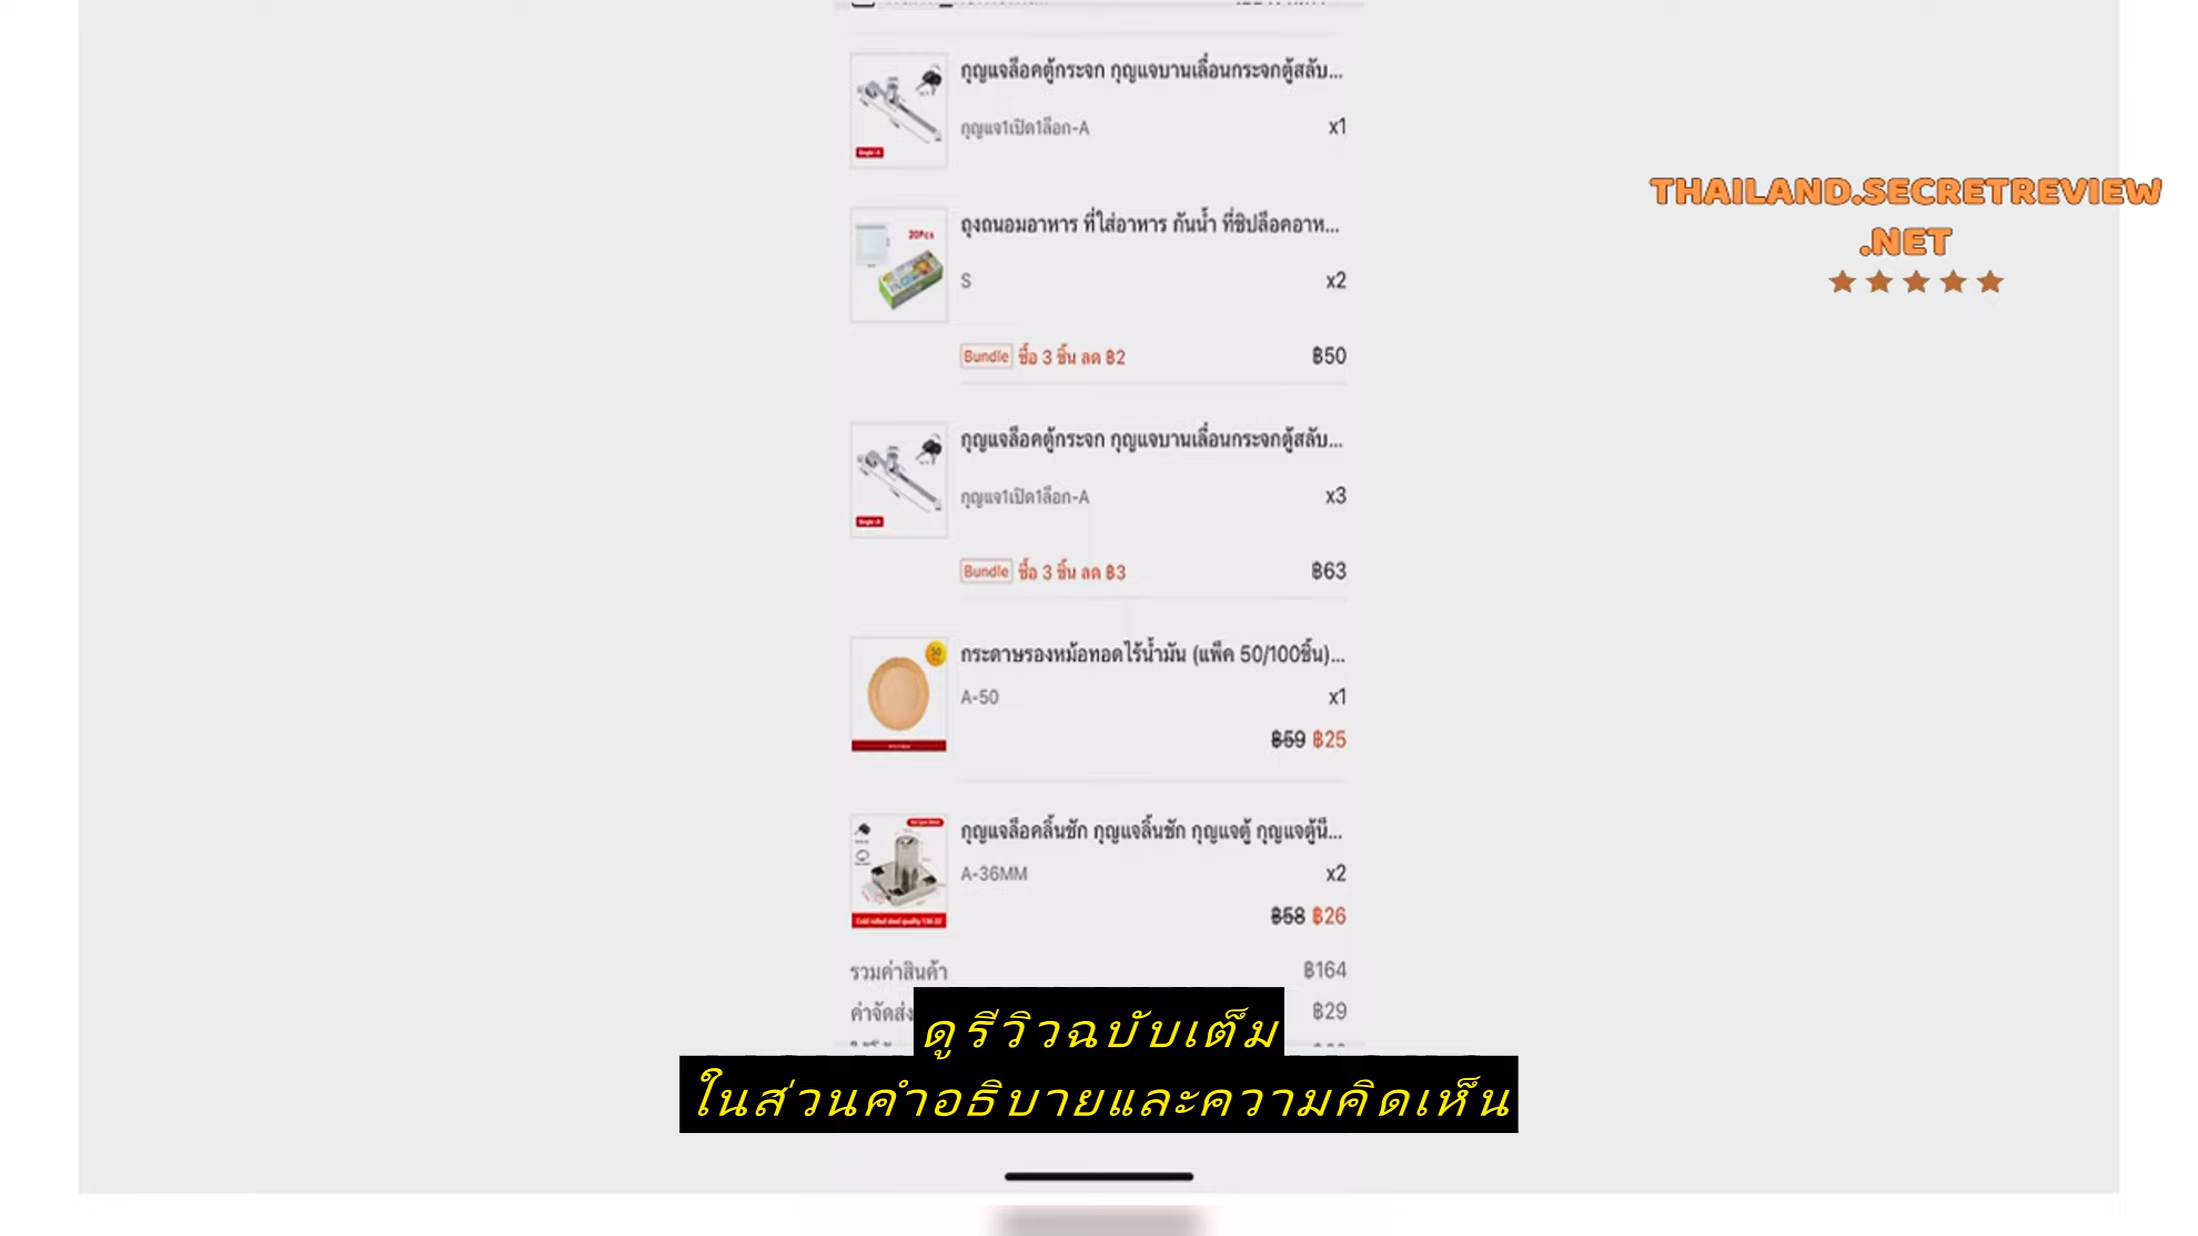 กุญแจล็อคตู้กระจก กุญแจบานเลื่อนกระจกตู้สลับ...
กุญแจ1เปิด1ล็อก-A x1
ถุงถนอมอาหาร ที่ใส่อาหาร กันน้ำ ที่ซิปล็อคอาห...
20Pcs
S x2
Bundle ซื้อ 3 ชิ้น ลด ฿2 ฿50
กุญแจล็อคตู้กระจก กุญแจบานเลื่อนกระจกตู้สลับ...
กุญแจ1เปิด1ล็อก-A x3
Bundle ซื้อ 3 ชิ้น ลด ฿3 ฿63
กระดาษรองหม้อทอดไร้น้ำมัน (แพ็ค 50/100ชิ้น)...
50
A-50 x1
฿59 ฿25
กุญแจล็อคลิ้นชัก กุญแจลิ้นชัก กุญแจตู้ กุญแจตู้นี...
A-36MM x2
฿58 ฿26
รวมค่าสินค้า ฿164
ค่าจัดส่ง ฿29
ดูรีวิวฉบับเต็ม
ในส่วนคำอธิบายและความคิดเห็น
THAILAND.SECRETREVIEW
.NET